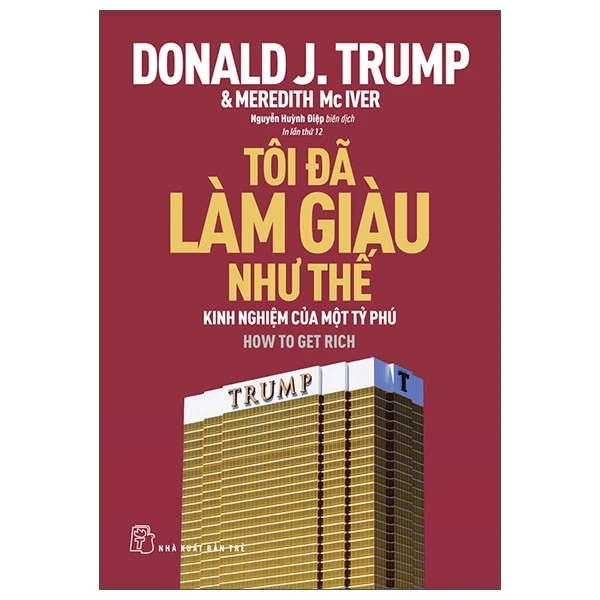 DONALD J. TRUMP
& MEREDITH Mc IVER
Nguyễn Huỳnh Điệp biên dịch
In lần thứ 12
TÔI ĐÃ
LÀM GIÀU
NHƯ THẾ
KINH NGHIỆM CỦA MỘT TỶ PHÚ
HOW TO GET RICH
TRUMP T
NHÀ XUẤT BẢN TRẺ